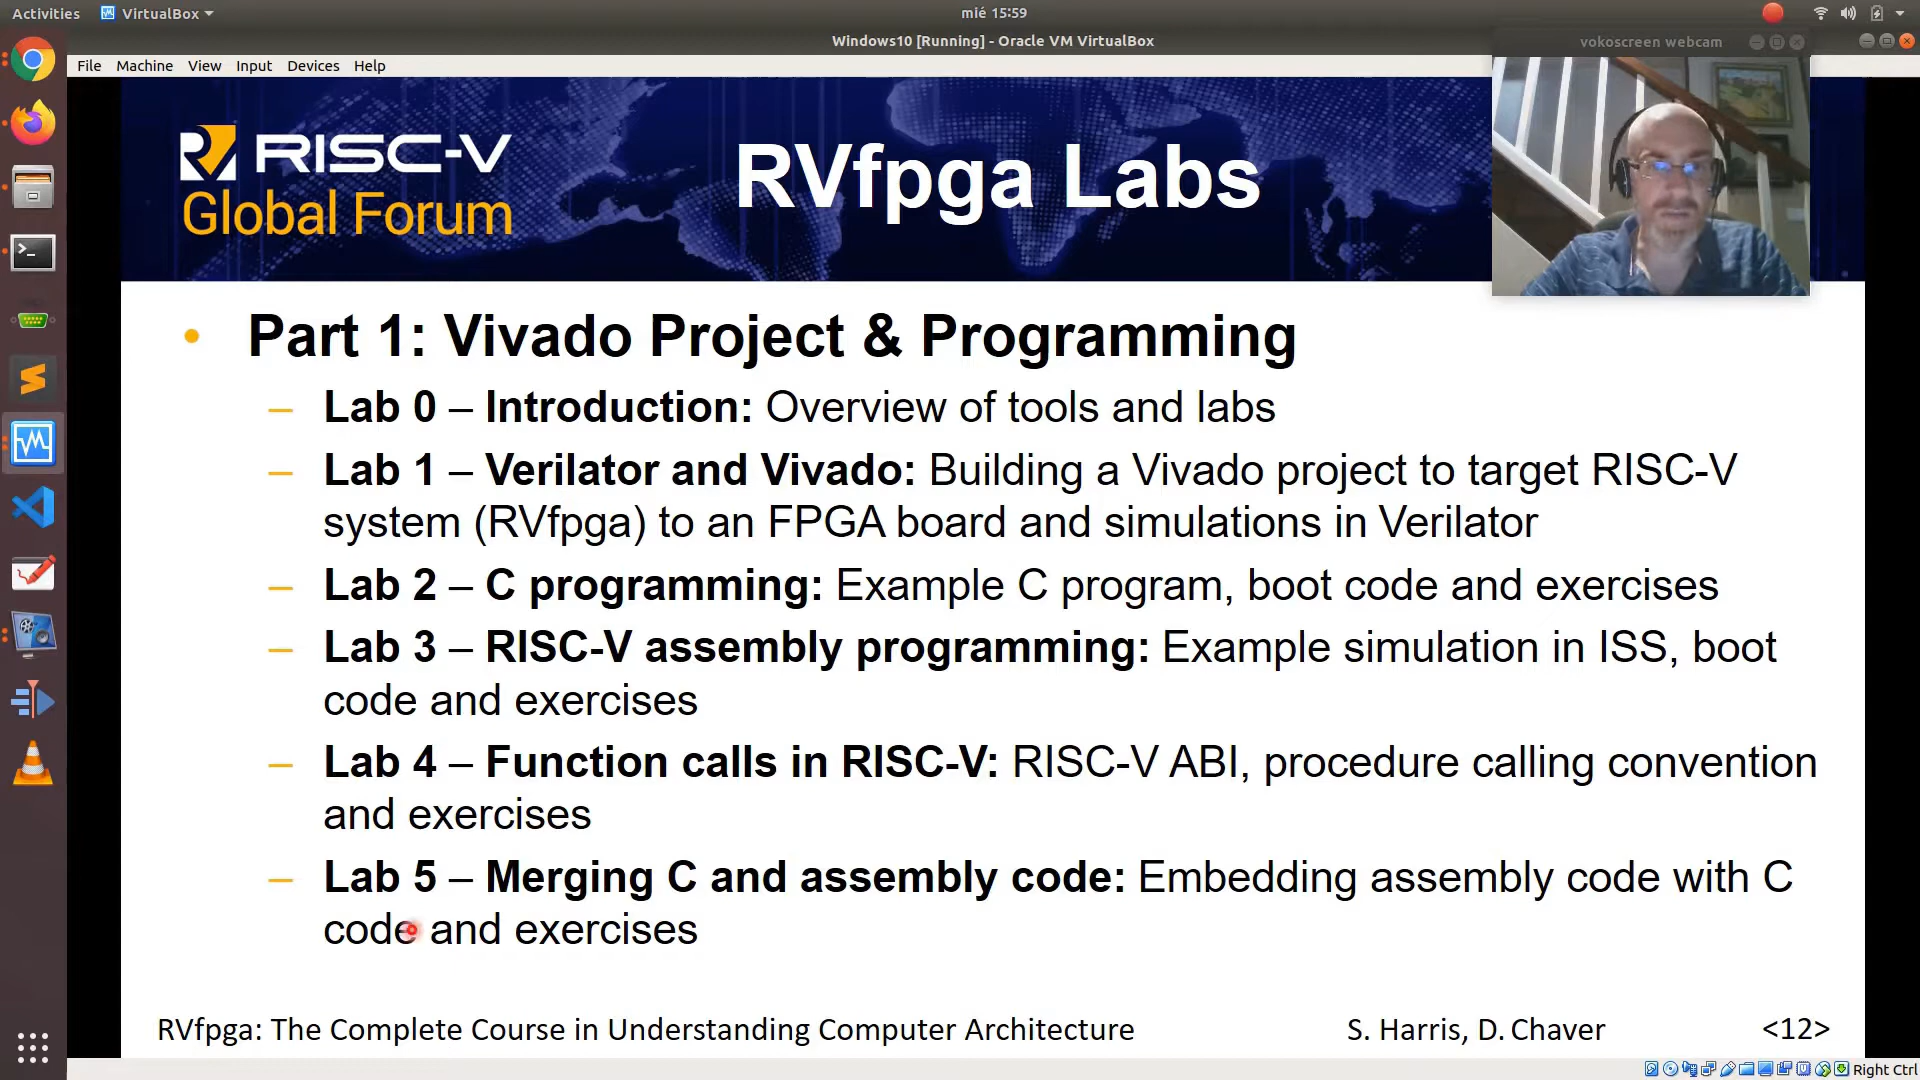 Activities VirtualBox mié 15:59
Windows10 [Running] - Oracle VM VirtualBox
vokoscreen webcam
File Machine View Input Devices Help
RISC-V
Global Forum
RVfpga Labs
• Part 1: Vivado Project & Programming
– Lab 0 – Introduction: Overview of tools and labs
– Lab 1 – Verilator and Vivado: Building a Vivado project to target RISC-V
system (RVfpga) to an FPGA board and simulations in Verilator
– Lab 2 – C programming: Example C program, boot code and exercises
– Lab 3 – RISC-V assembly programming: Example simulation in ISS, boot
code and exercises
– Lab 4 – Function calls in RISC-V: RISC-V ABI, procedure calling convention
and exercises
– Lab 5 – Merging C and assembly code: Embedding assembly code with C
code and exercises
RVfpga: The Complete Course in Understanding Computer Architecture S. Harris, D. Chaver <12>
Right Ctrl